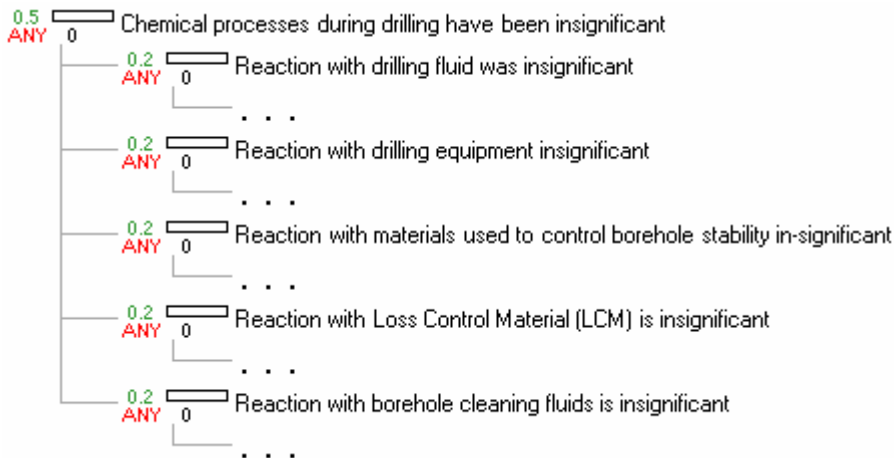 0.5 Chemical processes during drilling have been insignificant
ANY 0
0.2 Reaction with drilling fluid was insignificant
ANY 0
. . .
0.2 Reaction with drilling equipment insignificant
ANY 0
. . .
0.2 Reaction with materials used to control borehole stability in-significant
ANY 0
. . .
0.2 Reaction with Loss Control Material (LCM) is insignificant
ANY 0
. . .
0.2 Reaction with borehole cleaning fluids is insignificant
ANY 0
. . .